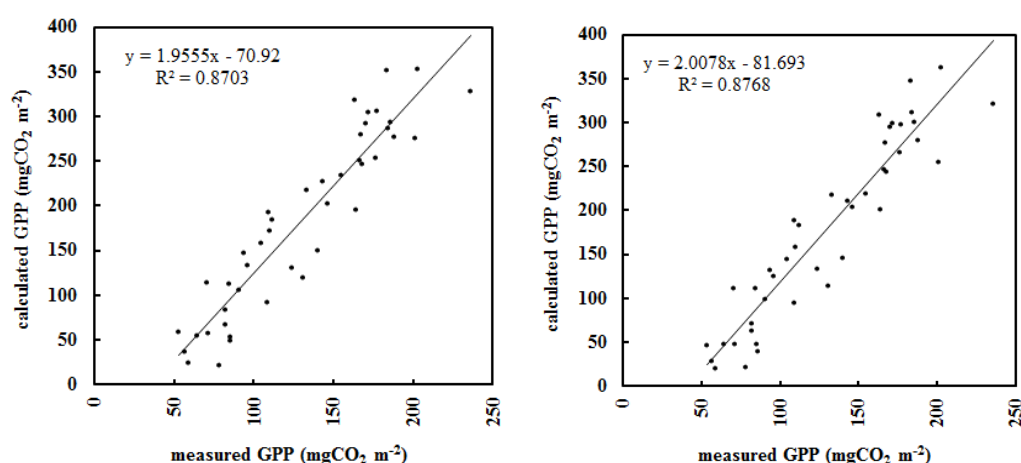 y = 1.9555x - 70.92
R² = 0.8703
calculated GPP (mgCO₂ m⁻²)
400
350
300
250
200
150
100
50
0
0 50 100 150 200 250
measured GPP (mgCO₂ m⁻²)
y = 2.0078x - 81.693
R² = 0.8768
calculated GPP (mgCO₂ m⁻²)
400
350
300
250
200
150
100
50
0
0 50 100 150 200 250
measured GPP (mgCO₂ m⁻²)